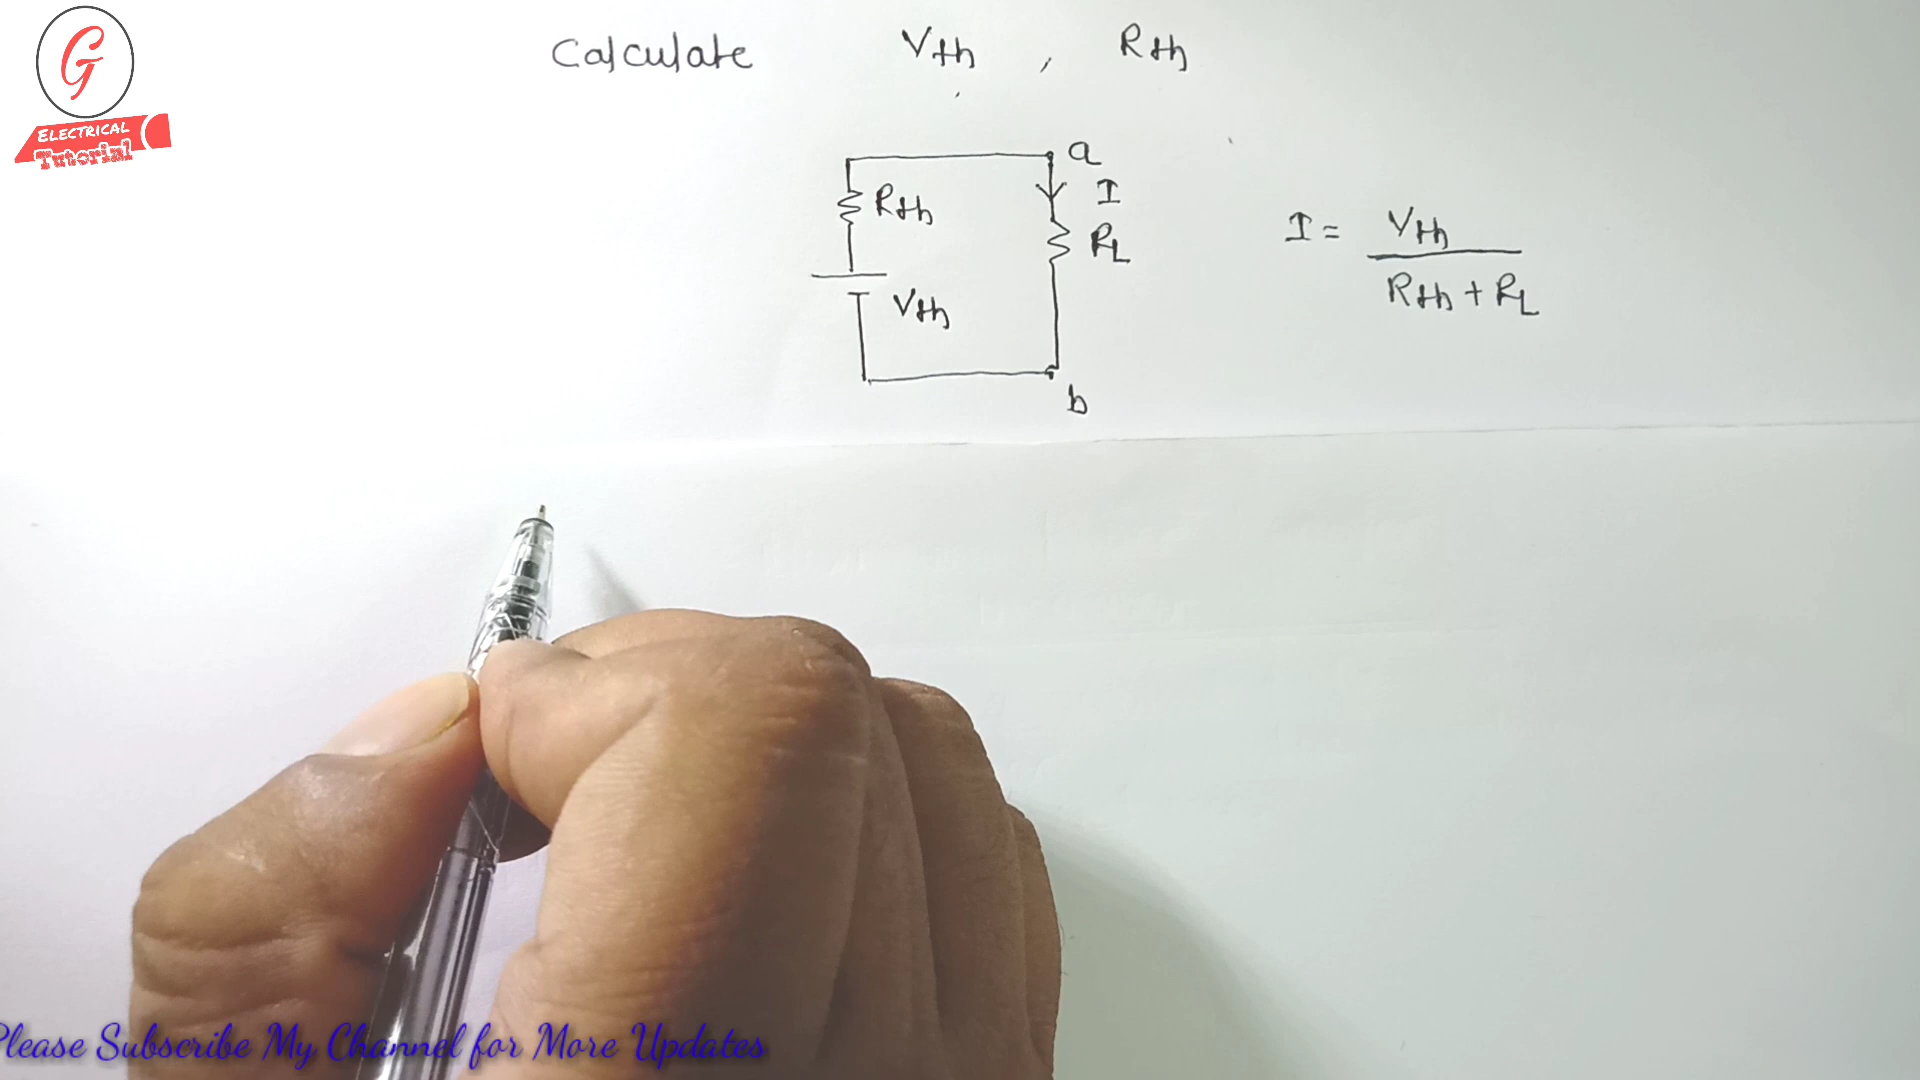 G
ELECTRICAL
Tutorial
Calculate Vth , Rth
a
I
Rth
RL
Vth
b
I = Vth
Rth + RL
Please Subscribe My Channel for More Updates